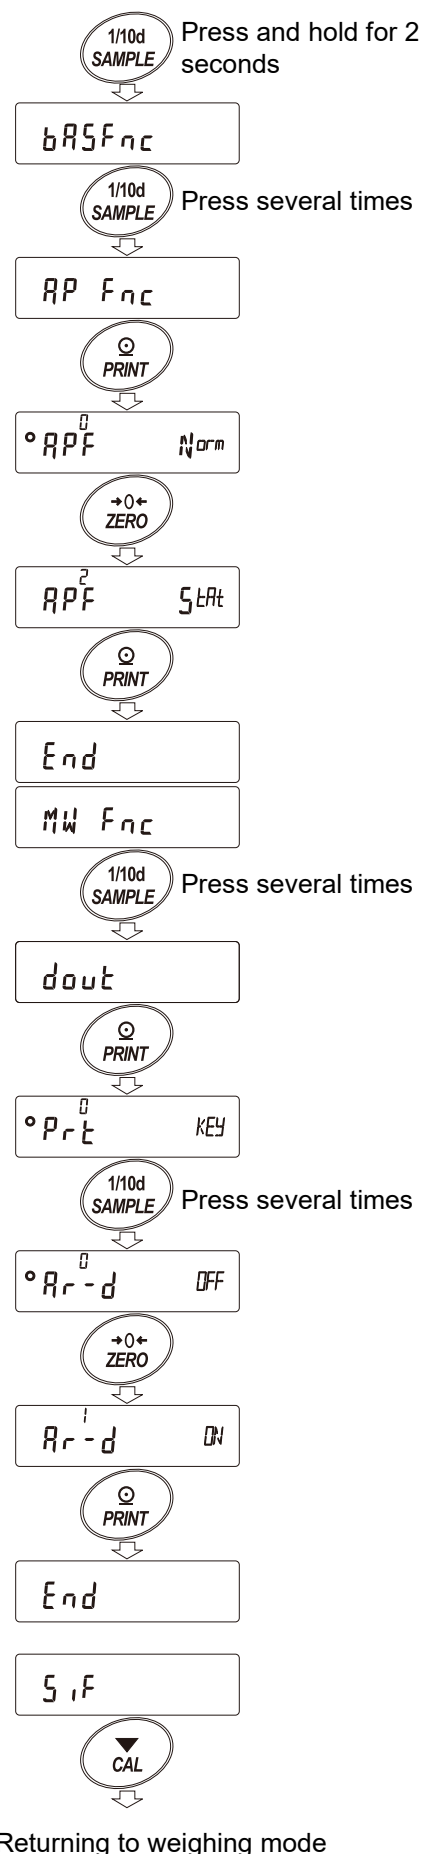 1/10d
SAMPLE
Press and hold for 2
seconds
bASFnc
1/10d
SAMPLE
Press several times
AP Fnc
PRINT
0
APF Norm
→0←
ZERO
2
APF StAt
PRINT
End
MW Fnc
1/10d
SAMPLE
Press several times
dout
PRINT
0
Prt KEY
1/10d
SAMPLE
Press several times
0
Ar-d OFF
→0←
ZERO
1
Ar-d ON
PRINT
End
S iF
CAL
Returning to weighing mode